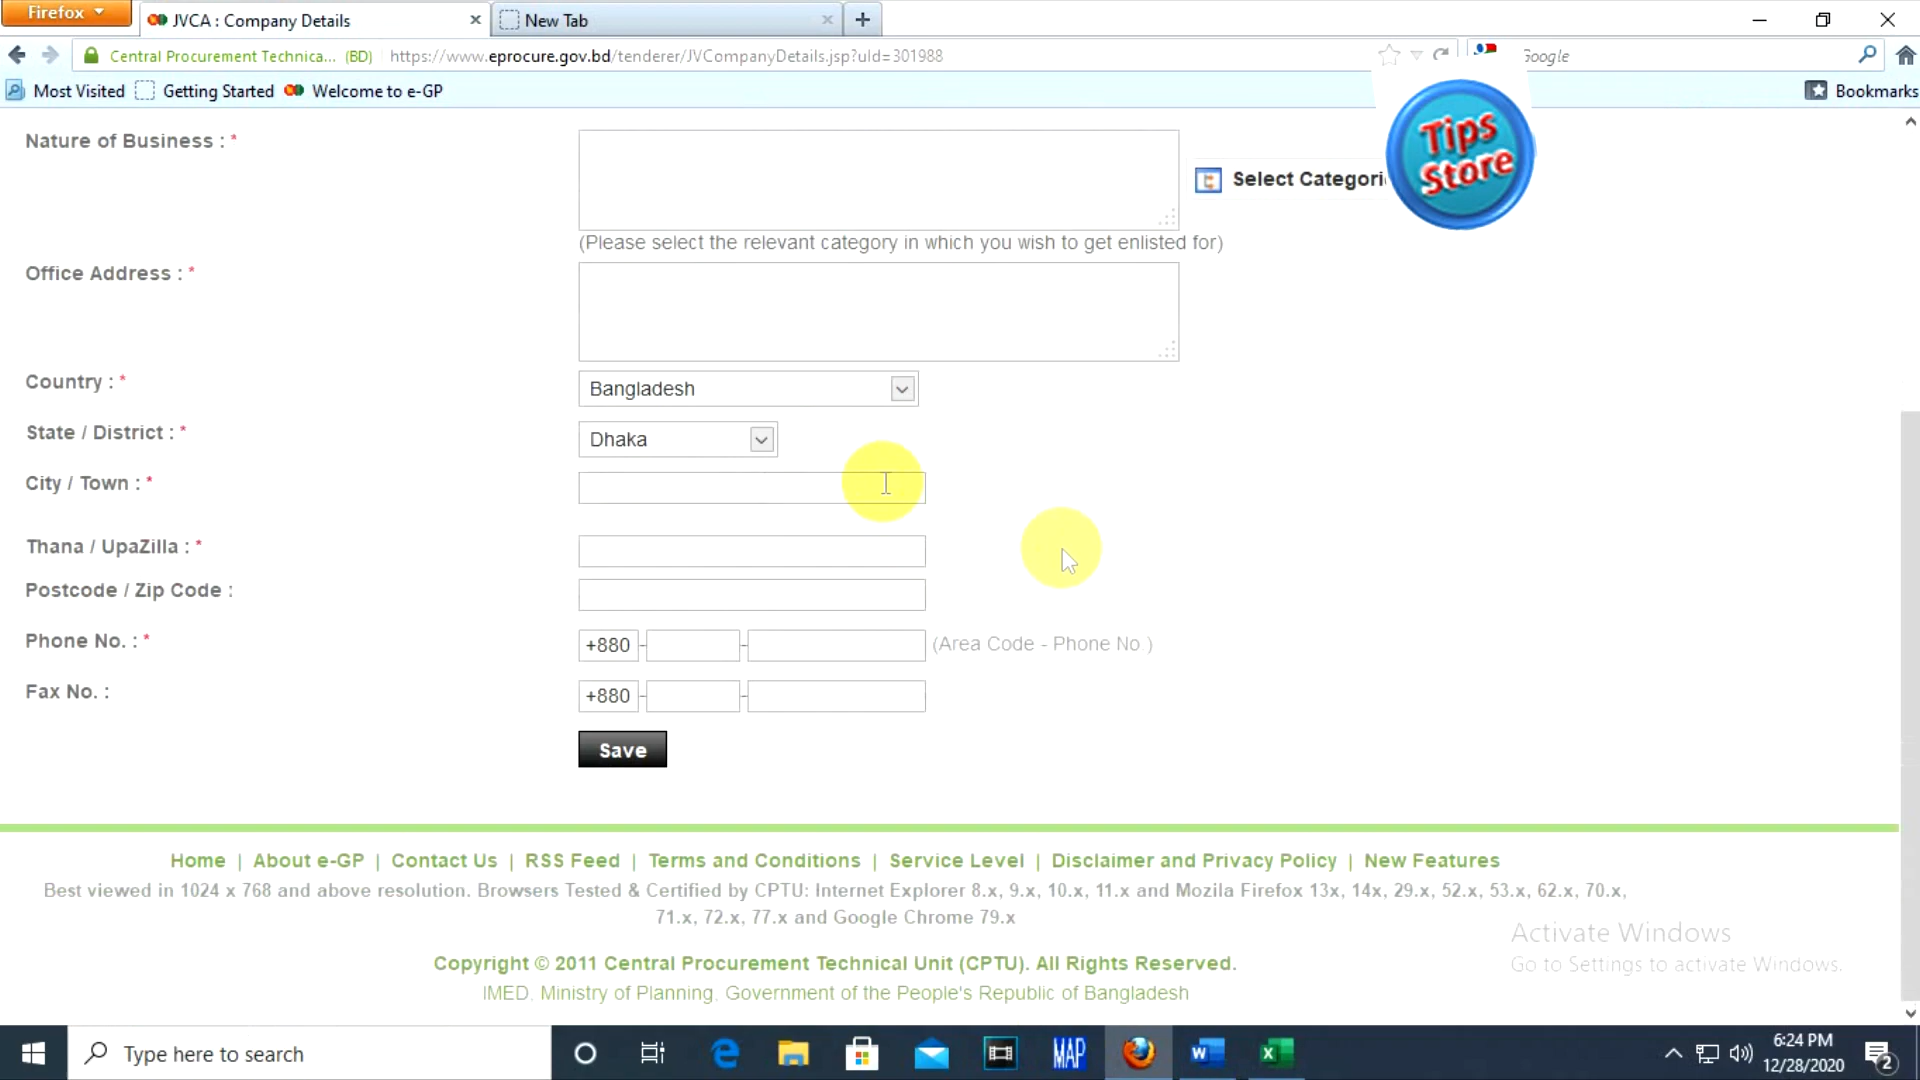 Firefox
JVCA : Company Details
New Tab
Central Procurement Technica... (BD)
https://www.eprocure.gov.bd/tenderer/JVCompanyDetails.jsp?uId=301988
Google
Most Visited
Getting Started
Welcome to e-GP
Bookmarks
Tips
Store
Nature of Business : *
Select Categori
(Please select the relevant category in which you wish to get enlisted for)
Office Address : *
Country : *
Bangladesh
State / District : *
Dhaka
City / Town : *
Thana / UpaZilla : *
Postcode / Zip Code :
Phone No. : *
+880 - -
(Area Code - Phone No.)
Fax No. :
+880 - -
Save
Home | About e-GP | Contact Us | RSS Feed | Terms and Conditions | Service Level | Disclaimer and Privacy Policy | New Features
Best viewed in 1024 x 768 and above resolution. Browsers Tested & Certified by CPTU: Internet Explorer 8.x, 9.x, 10.x, 11.x and Mozila Firefox 13x, 14x, 29.x, 52.x, 53.x, 62.x, 70.x,
71.x, 72.x, 77.x and Google Chrome 79.x
Activate Windows
Go to Settings to activate Windows.
Copyright © 2011 Central Procurement Technical Unit (CPTU). All Rights Reserved.
IMED, Ministry of Planning, Government of the People's Republic of Bangladesh
Type here to search
MAP
6:24 PM
12/28/2020
2